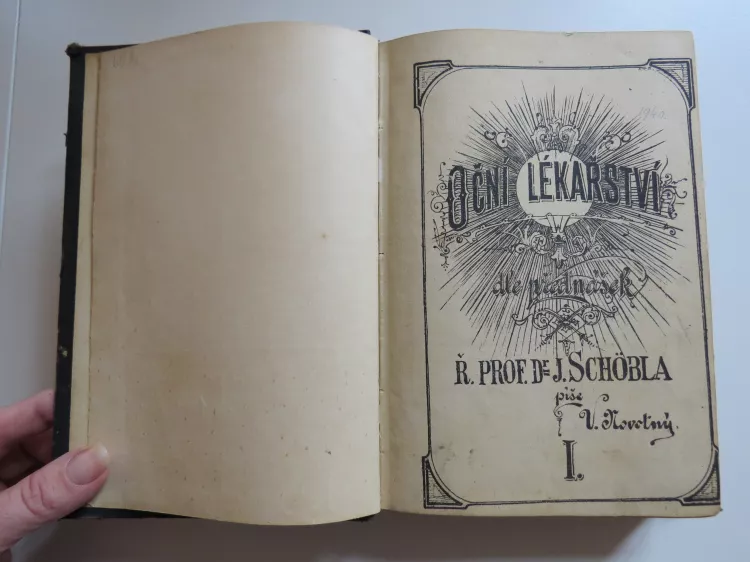 OČNÍ LÉKAŘSTVÍ
dle přednášek
Ř. PROF. Dr J. SCHÖBLA
píše
V. Novotný.
I.